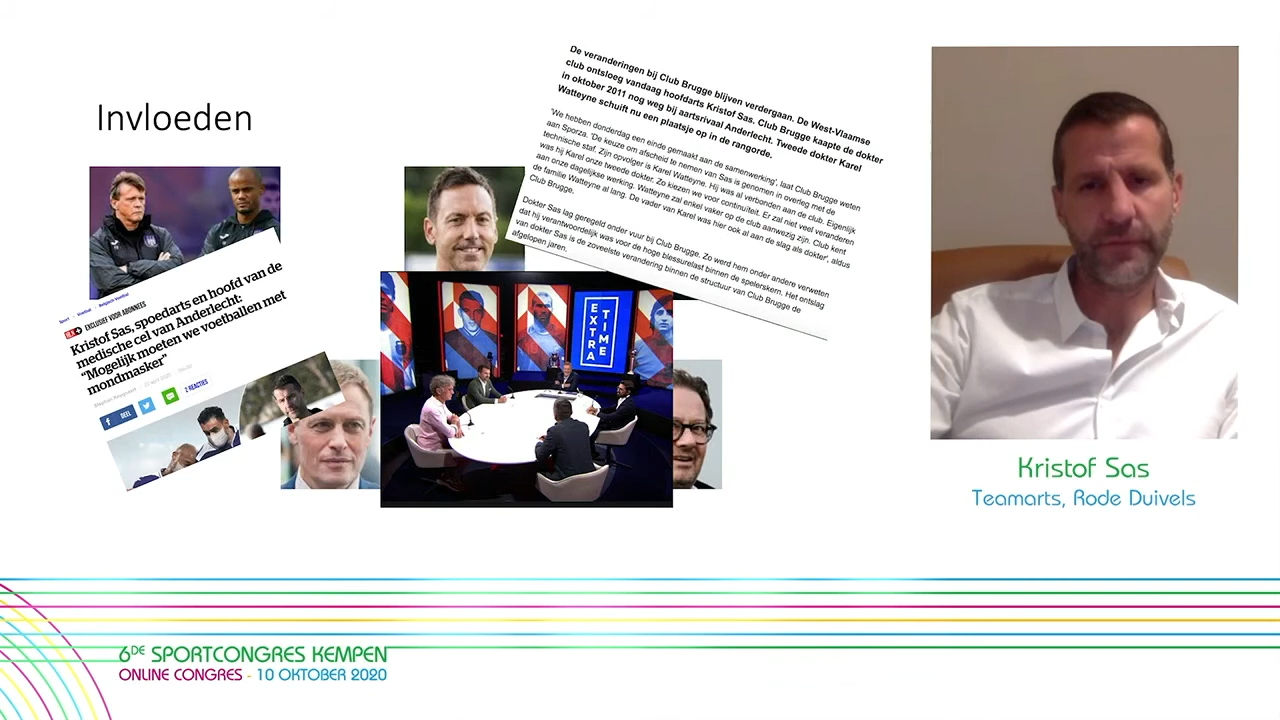 Invloeden
De veranderingen bij Club Brugge blijven verdergaan. De West-Vlaamse
club ontsloeg vandaag hoofdarts Kristof Sas. Club Brugge kaapte de dokter
in oktober 2011 nog weg bij aartsrivaal Anderlecht. Tweede dokter Karel
Watteyne schuift nu een plaatsje op in de rangorde.
'We hebben donderdag een einde gemaakt aan de samenwerking', laat Club Brugge weten
aan Sporza. 'De keuze om afscheid te nemen van Sas is genomen in overleg met de
technische staf. Zijn opvolger is Karel Watteyne. Hij was al verbonden aan de club. Eigenlijk
was hij Karel onze tweede dokter. Zo kiezen we voor continuïteit. Er zal niet veel veranderen
aan onze dagelijkse werking. Watteyne zal enkel vaker op de club aanwezig zijn. Club kent
de familie Watteyne al lang. De vader van Karel was hier ook al aan de slag als dokter', aldus
Club Brugge.
Dokter Sas lag geregeld onder vuur bij Club Brugge. Zo werd hem onder andere verweten
dat hij verantwoordelijk was voor de hoge blessurelast binnen de spelerskern. Het ontslag
van dokter Sas is de zoveelste verandering binnen de structuur van Club Brugge de
afgelopen jaren.
Sport Voetbal Belgisch Voetbal
EXCLUSIEF VOOR ABONNEES
Kristof Sas, spoedarts en hoofd van de
medische cel van Anderlecht:
“Mogelijk moeten we voetballen met
mondmasker”
DEEL
2 REACTIES
EXTRA
TIME
Kristof Sas
Teamarts, Rode Duivels
6DE SPORTCONGRES KEMPEN
ONLINE CONGRES - 10 OKTOBER 2020